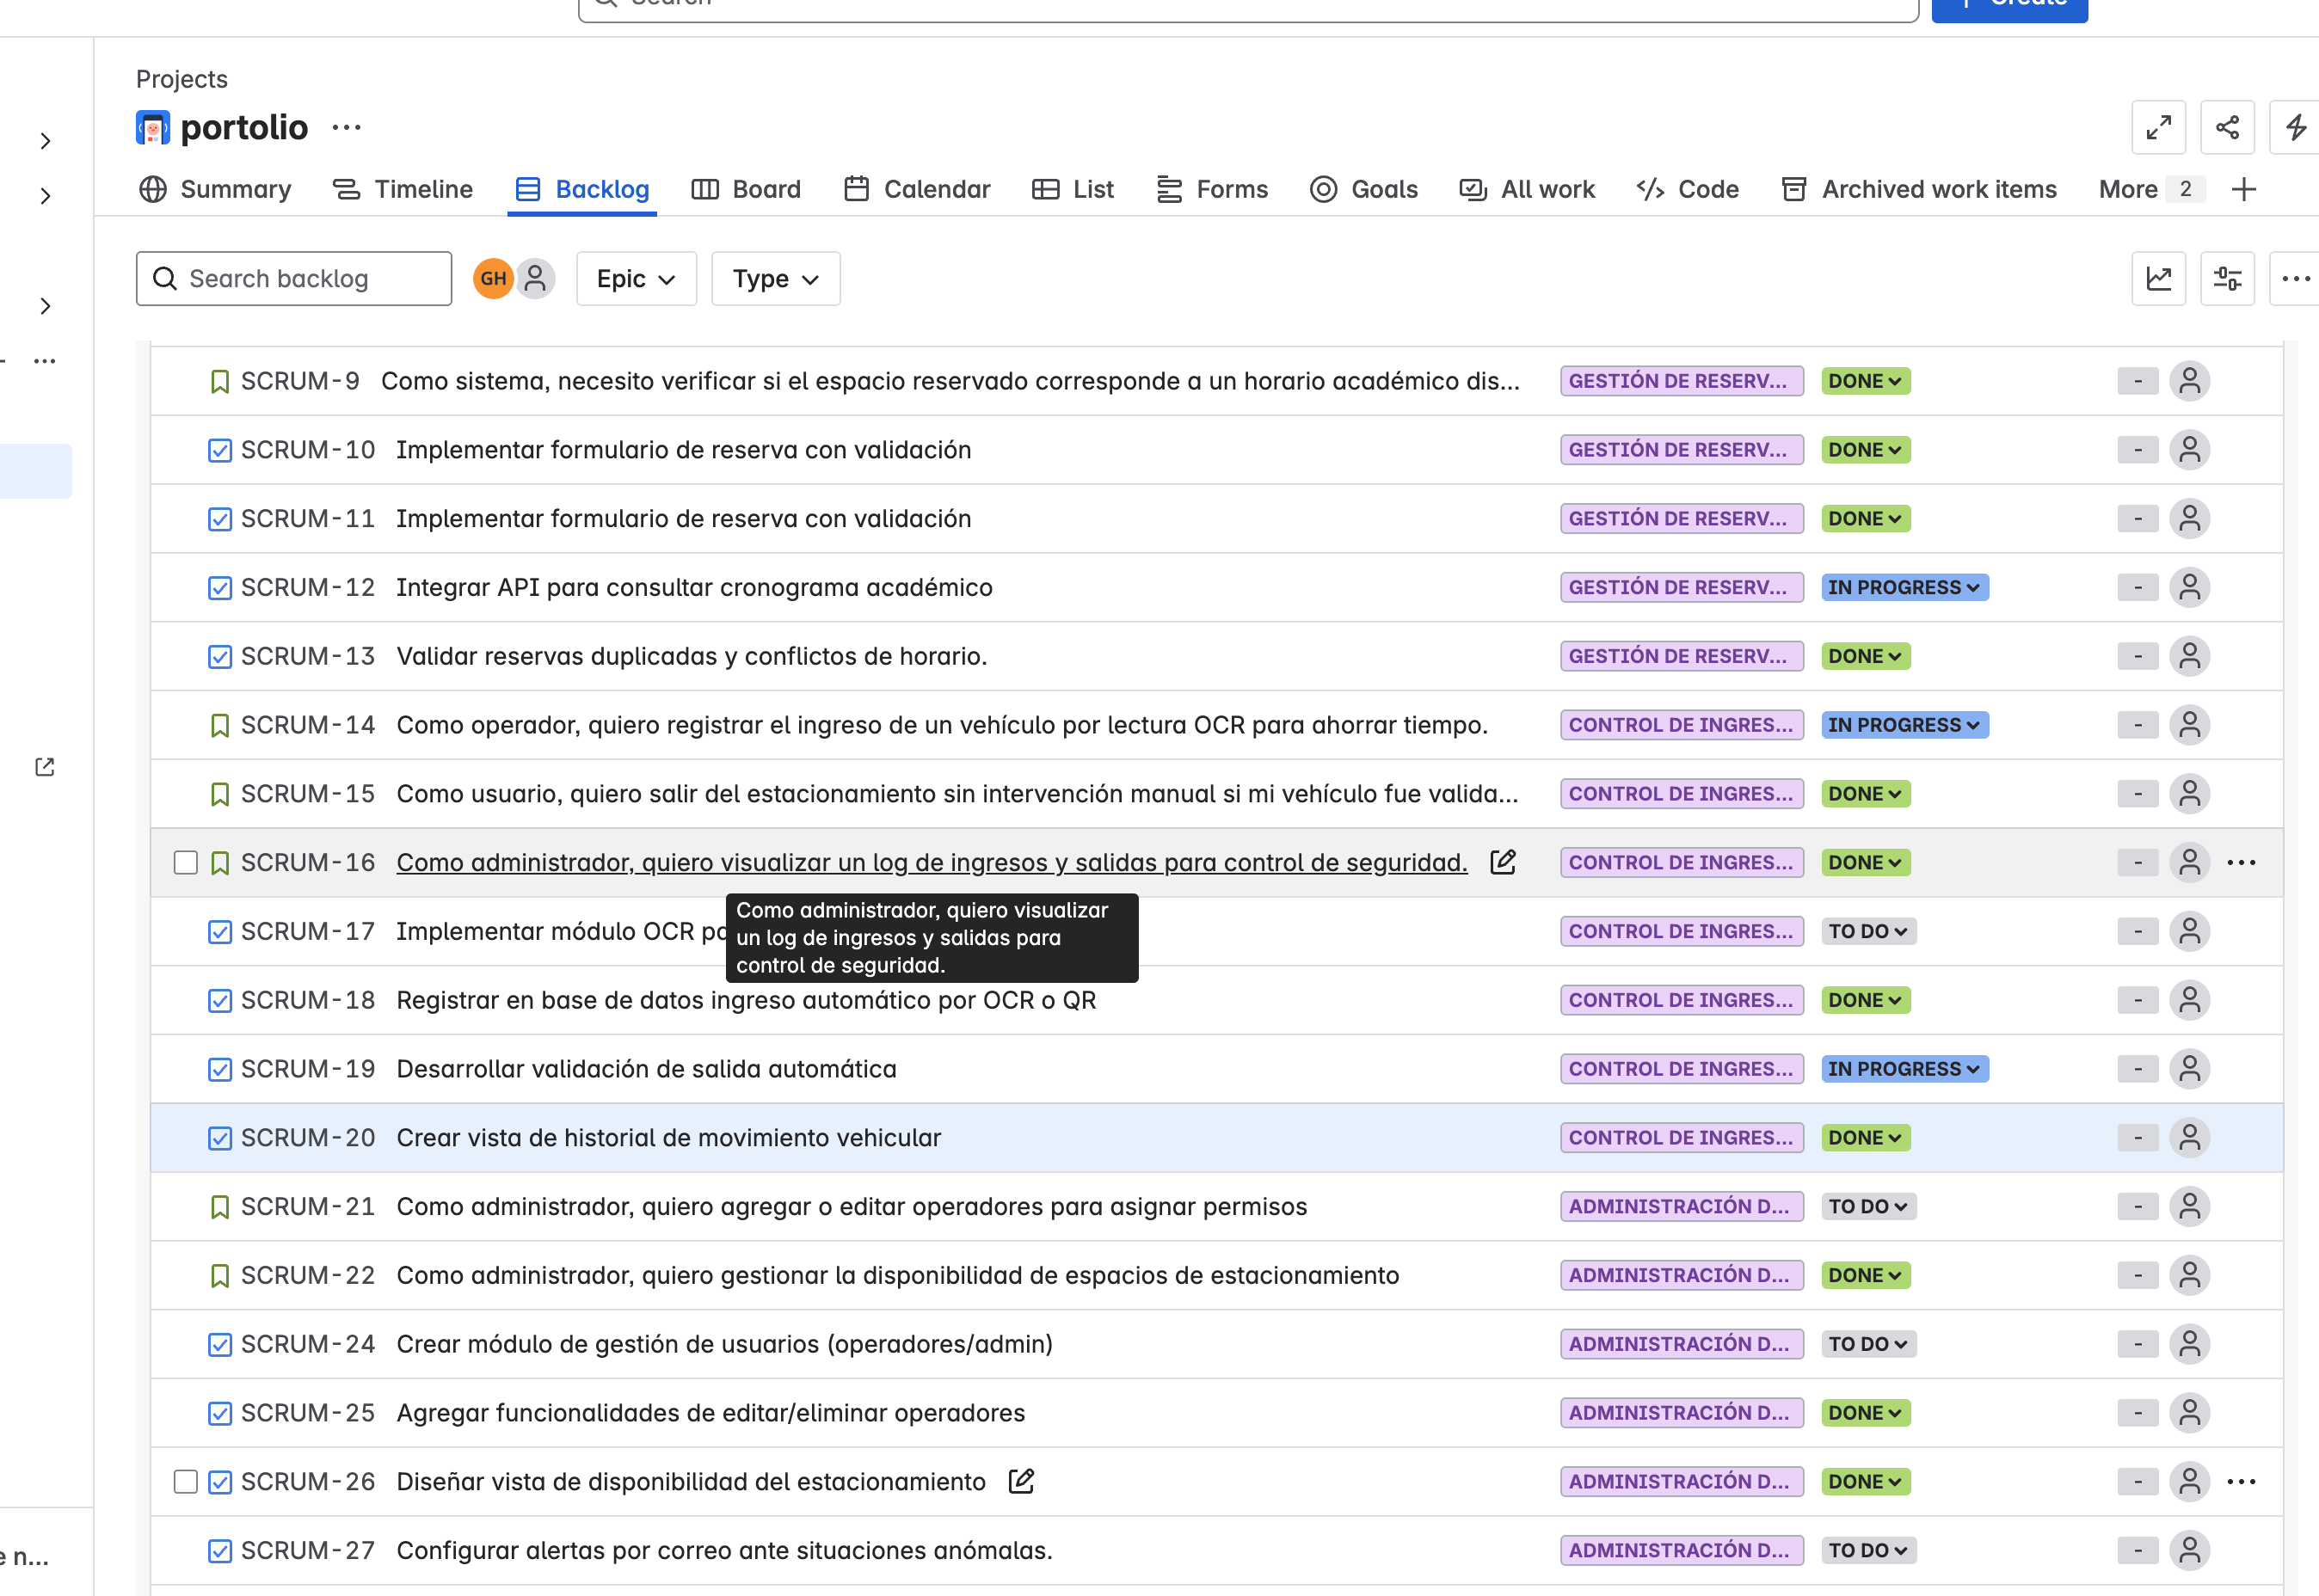 Search
Create
Projects
portolio
Summary
Timeline
Backlog
Board
Calendar
List
Forms
Goals
All work
Code
Archived work items
More 2
Search backlog
GH
Epic
Type
SCRUM-9 Como sistema, necesito verificar si el espacio reservado corresponde a un horario académico dis... GESTIÓN DE RESERV... DONE -
SCRUM-10 Implementar formulario de reserva con validación GESTIÓN DE RESERV... DONE -
SCRUM-11 Implementar formulario de reserva con validación GESTIÓN DE RESERV... DONE -
SCRUM-12 Integrar API para consultar cronograma académico GESTIÓN DE RESERV... IN PROGRESS -
SCRUM-13 Validar reservas duplicadas y conflictos de horario. GESTIÓN DE RESERV... DONE -
SCRUM-14 Como operador, quiero registrar el ingreso de un vehículo por lectura OCR para ahorrar tiempo. CONTROL DE INGRES... IN PROGRESS -
SCRUM-15 Como usuario, quiero salir del estacionamiento sin intervención manual si mi vehículo fue valida... CONTROL DE INGRES... DONE -
SCRUM-16 Como administrador, quiero visualizar un log de ingresos y salidas para control de seguridad. CONTROL DE INGRES... DONE -
Como administrador, quiero visualizar
un log de ingresos y salidas para
control de seguridad.
SCRUM-17 Implementar módulo OCR CONTROL DE INGRES... TO DO -
SCRUM-18 Registrar en base de datos ingreso automático por OCR o QR CONTROL DE INGRES... DONE -
SCRUM-19 Desarrollar validación de salida automática CONTROL DE INGRES... IN PROGRESS -
SCRUM-20 Crear vista de historial de movimiento vehicular CONTROL DE INGRES... DONE -
SCRUM-21 Como administrador, quiero agregar o editar operadores para asignar permisos ADMINISTRACIÓN D... TO DO -
SCRUM-22 Como administrador, quiero gestionar la disponibilidad de espacios de estacionamiento ADMINISTRACIÓN D... DONE -
SCRUM-24 Crear módulo de gestión de usuarios (operadores/admin) ADMINISTRACIÓN D... TO DO -
SCRUM-25 Agregar funcionalidades de editar/eliminar operadores ADMINISTRACIÓN D... DONE -
SCRUM-26 Diseñar vista de disponibilidad del estacionamiento ADMINISTRACIÓN D... DONE -
SCRUM-27 Configurar alertas por correo ante situaciones anómalas. ADMINISTRACIÓN D... TO DO -